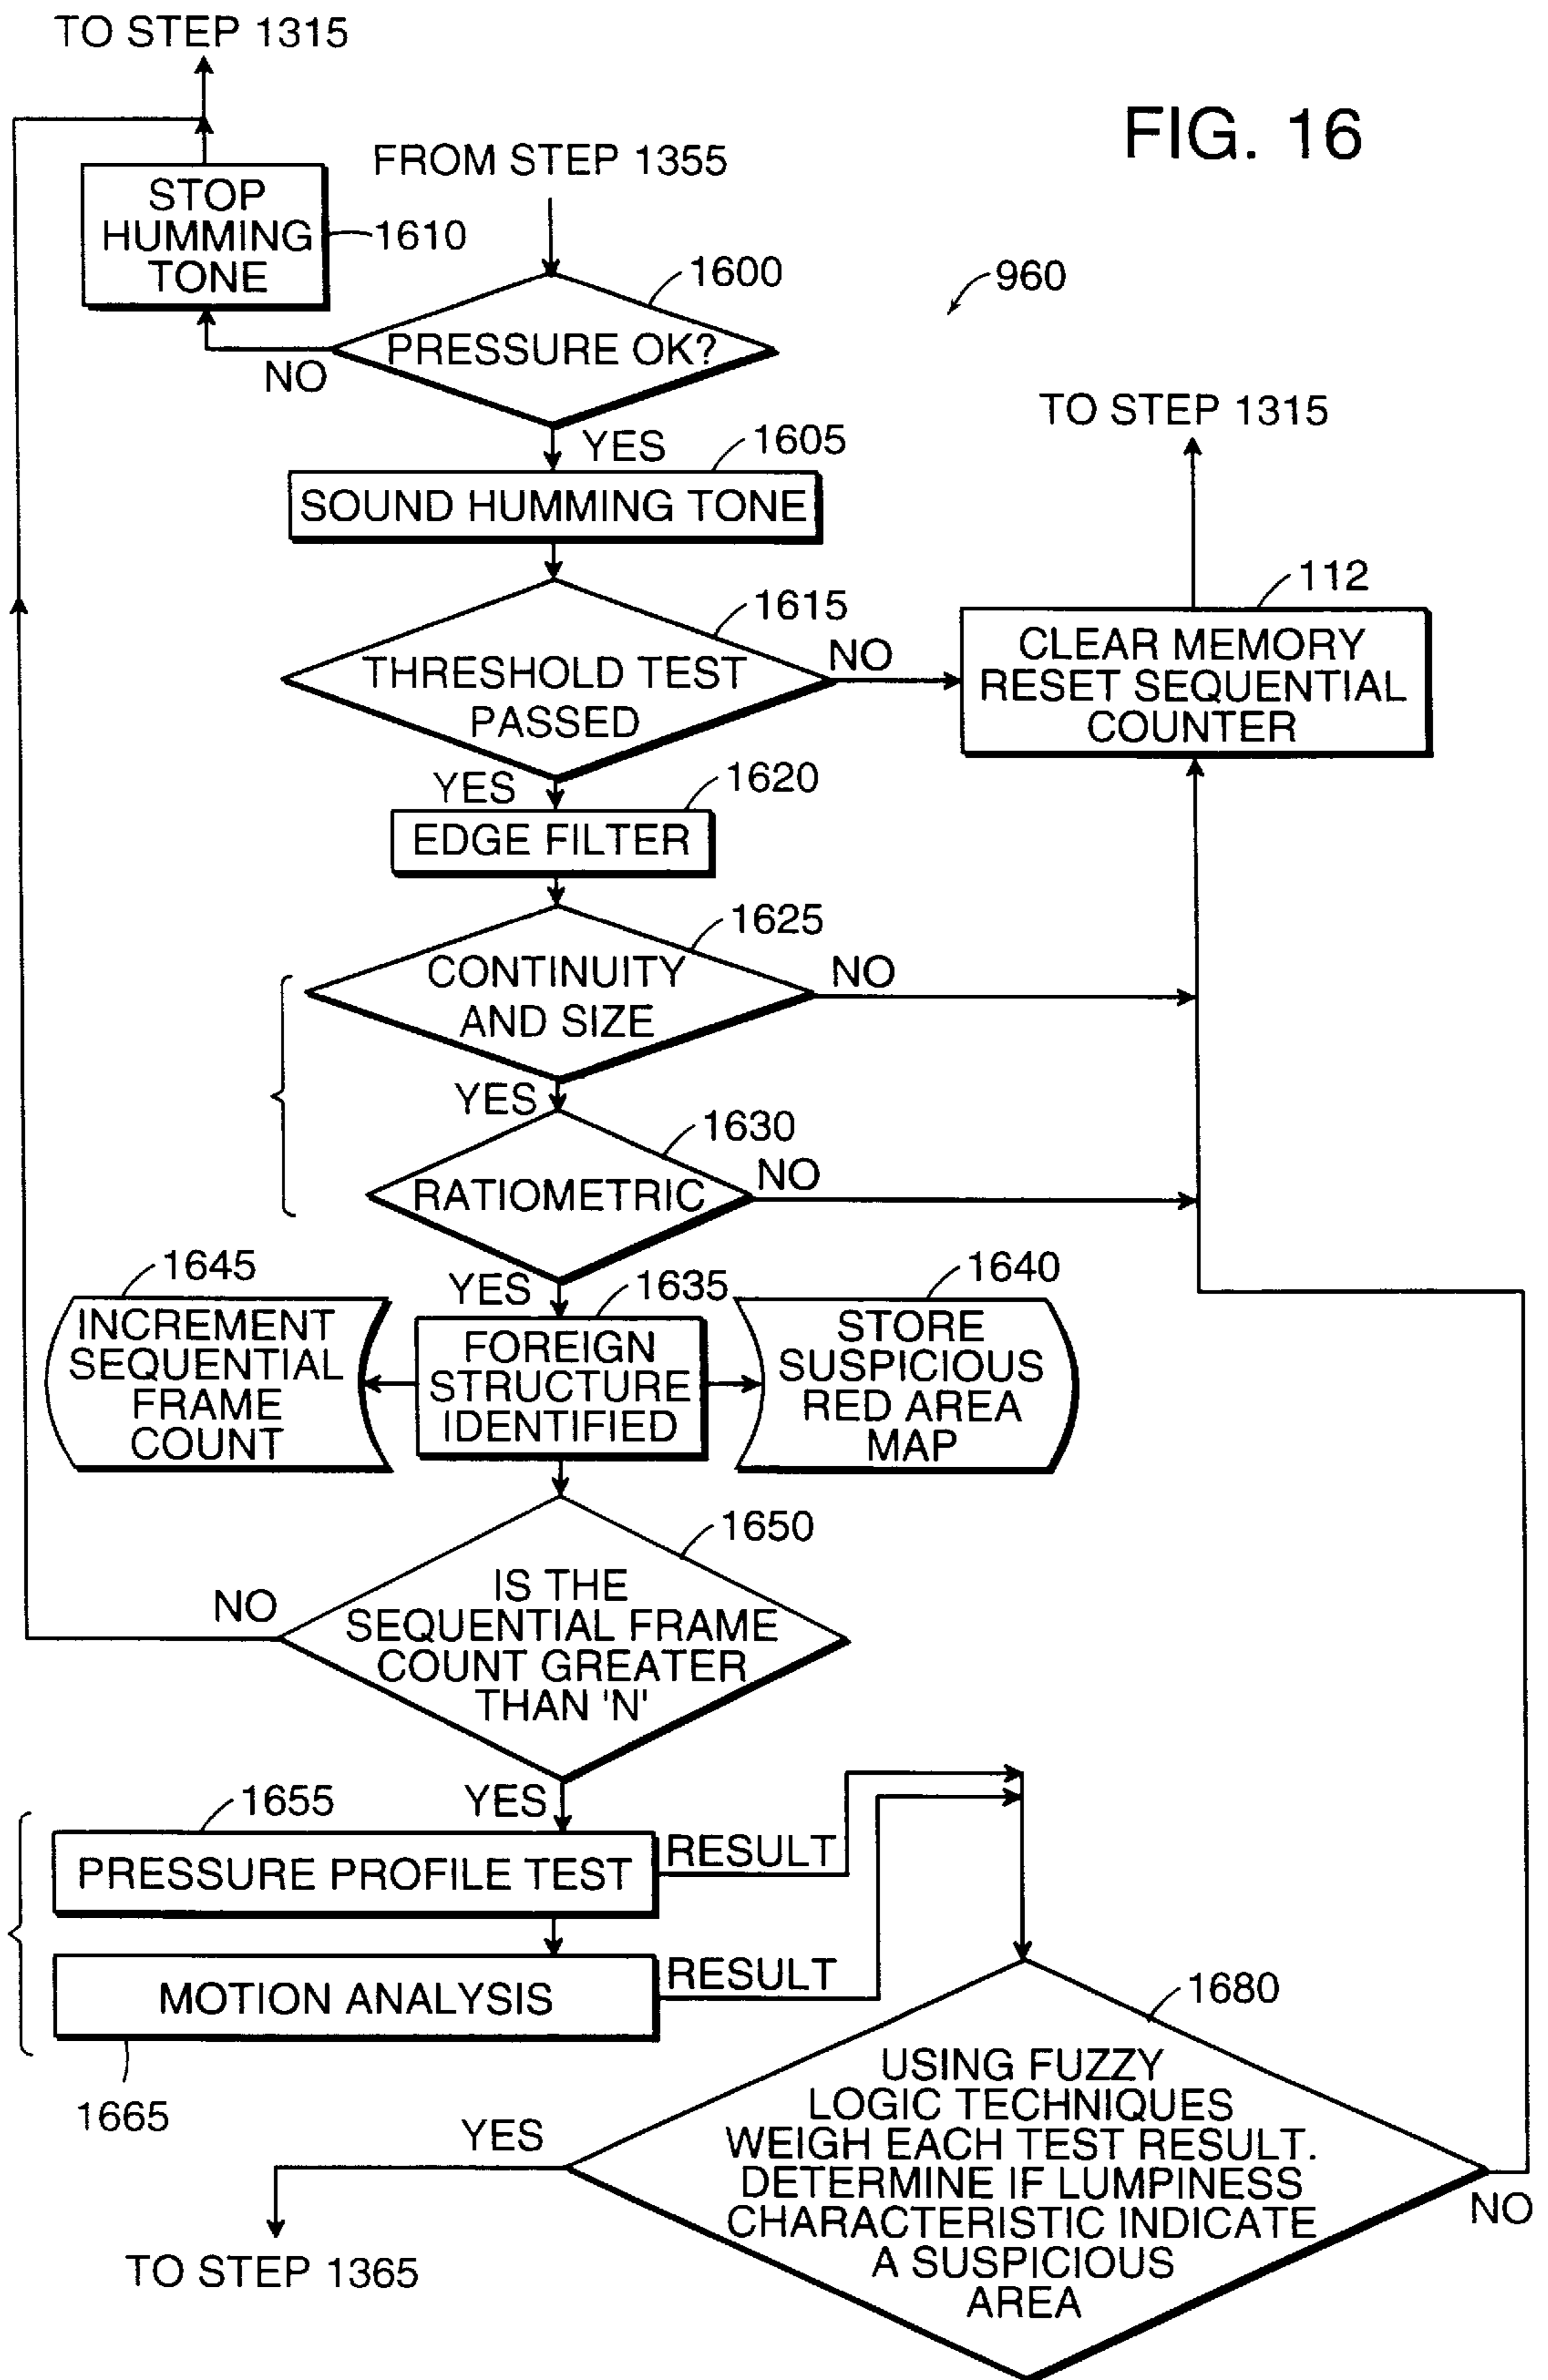 TO STEP 1315
FIG. 16
FROM STEP 1355
STOP
HUMMING
TONE
1610
1600
960
PRESSURE OK?
NO
TO STEP 1315
YES
1605
SOUND HUMMING TONE
112
1615
THRESHOLD TEST
PASSED
NO
CLEAR MEMORY
RESET SEQUENTIAL
COUNTER
YES
1620
EDGE FILTER
1625
CONTINUITY
AND SIZE
NO
YES
1630
RATIOMETRIC
NO
YES
1645
1635
1640
INCREMENT
SEQUENTIAL
FRAME
COUNT
FOREIGN
STRUCTURE
IDENTIFIED
STORE
SUSPICIOUS
RED AREA
MAP
1650
NO
IS THE
SEQUENTIAL FRAME
COUNT GREATER
THAN 'N'
YES
1655
PRESSURE PROFILE TEST
RESULT
MOTION ANALYSIS
RESULT
1665
1680
USING FUZZY
LOGIC TECHNIQUES
WEIGH EACH TEST RESULT.
DETERMINE IF LUMPINESS
CHARACTERISTIC INDICATE
A SUSPICIOUS
AREA
YES
NO
TO STEP 1365